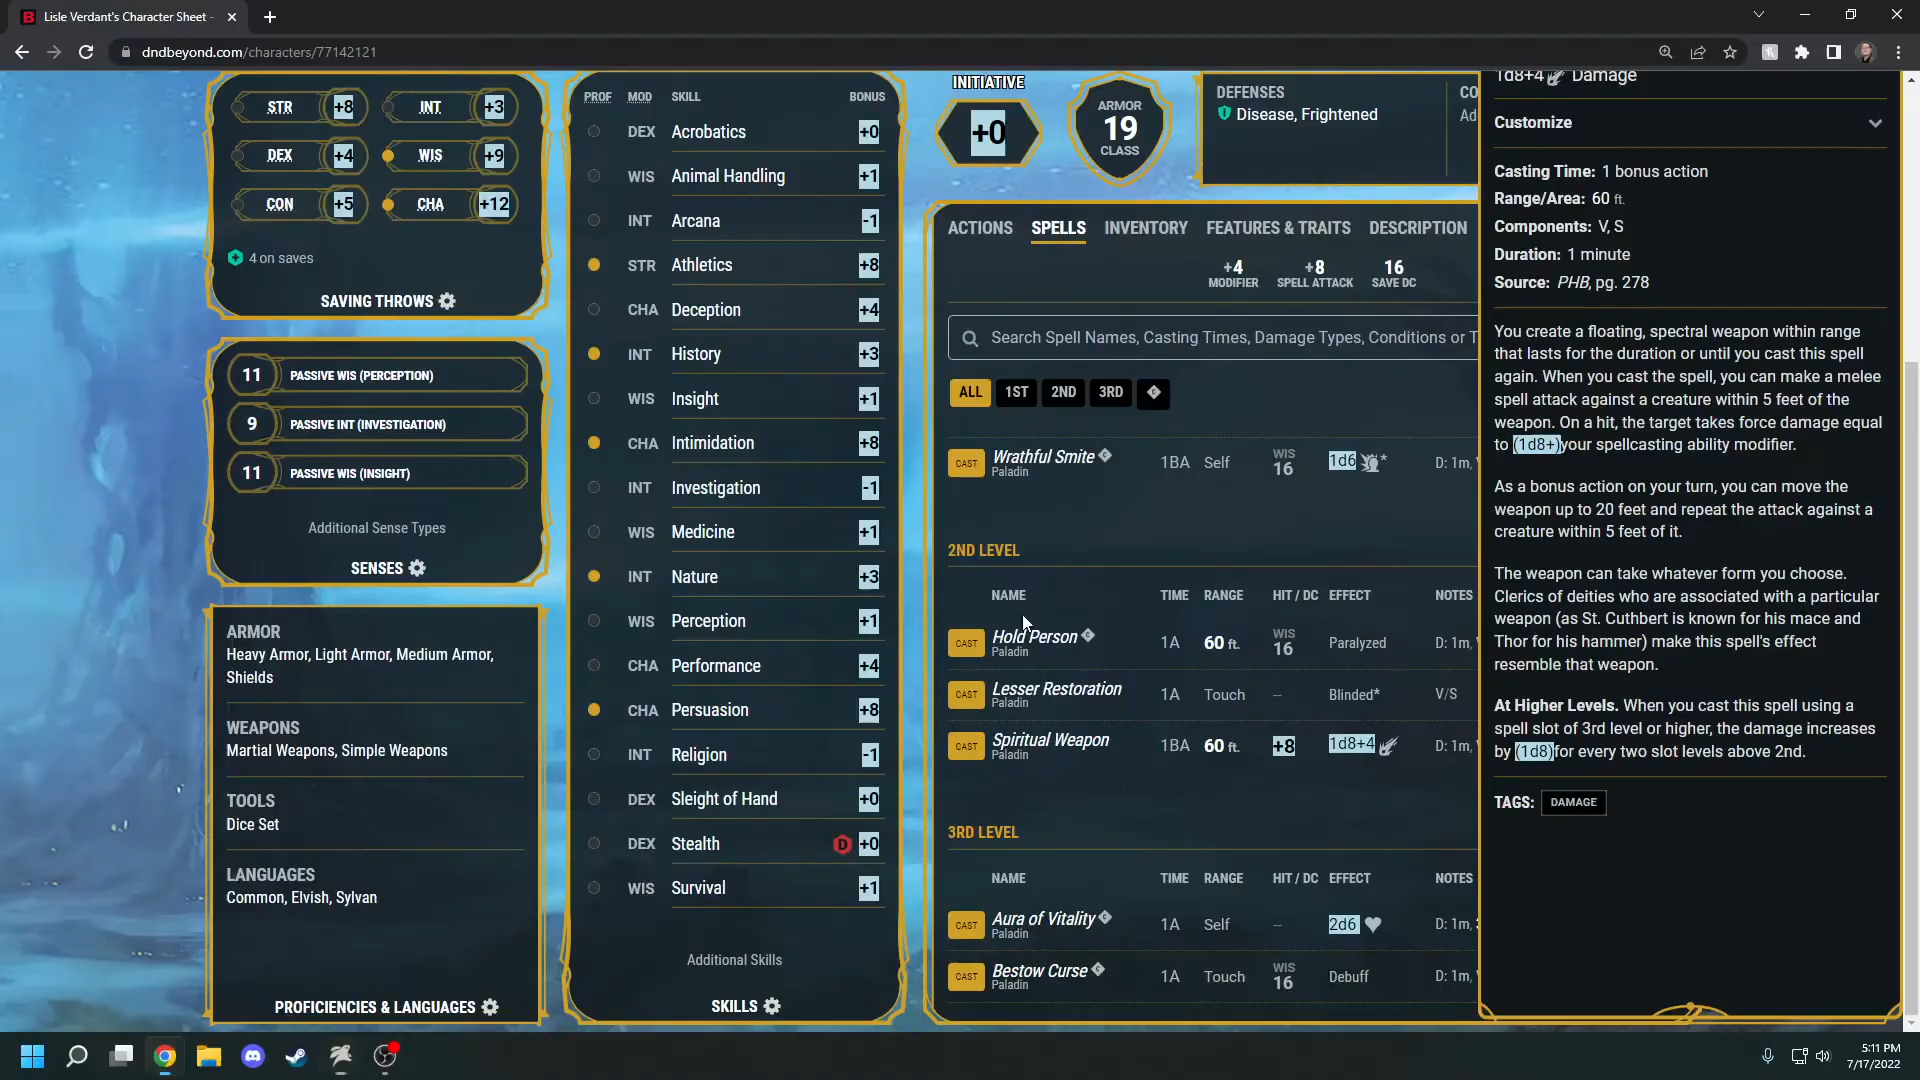 Lisle Verdant's Character Sheet -
dndbeyond.com/characters/77142121
STR +8 INT +3
DEX +4 WIS +9
CON +5 CHA +12
4 on saves
SAVING THROWS
11 PASSIVE WIS (PERCEPTION)
9 PASSIVE INT (INVESTIGATION)
11 PASSIVE WIS (INSIGHT)
Additional Sense Types
SENSES
ARMOR
Heavy Armor, Light Armor, Medium Armor,
Shields
WEAPONS
Martial Weapons, Simple Weapons
TOOLS
Dice Set
LANGUAGES
Common, Elvish, Sylvan
PROFICIENCIES & LANGUAGES
PROF MOD SKILL BONUS
DEX Acrobatics +0
WIS Animal Handling +1
INT Arcana -1
STR Athletics +8
CHA Deception +4
INT History +3
WIS Insight +1
CHA Intimidation +8
INT Investigation -1
WIS Medicine +1
INT Nature +3
WIS Perception +1
CHA Performance +4
CHA Persuasion +8
INT Religion -1
DEX Sleight of Hand +0
DEX Stealth D +0
WIS Survival +1
Additional Skills
SKILLS
INITIATIVE
+0
ARMOR
19
CLASS
DEFENSES
Disease, Frightened
CO
Ad
ACTIONS SPELLS INVENTORY FEATURES & TRAITS DESCRIPTION
+4 +8 16
MODIFIER SPELL ATTACK SAVE DC
Search Spell Names, Casting Times, Damage Types, Conditions or T
ALL 1ST 2ND 3RD C
CAST Wrathful Smite C 1BA Self WIS 16 1d6 * D: 1m,
Paladin
2ND LEVEL
NAME TIME RANGE HIT / DC EFFECT NOTES
CAST Hold Person C 1A 60 ft. WIS 16 Paralyzed D: 1m,
Paladin
CAST Lesser Restoration 1A Touch -- Blinded* V/S
Paladin
CAST Spiritual Weapon 1BA 60 ft. +8 1d8+4 D: 1m,
Paladin
3RD LEVEL
NAME TIME RANGE HIT / DC EFFECT NOTES
CAST Aura of Vitality C 1A Self -- 2d6 D: 1m,
Paladin
CAST Bestow Curse C 1A Touch WIS 16 Debuff D: 1m,
Paladin
1d8+4 Damage
Customize
Casting Time: 1 bonus action
Range/Area: 60 ft.
Components: V, S
Duration: 1 minute
Source: PHB, pg. 278
You create a floating, spectral weapon within range
that lasts for the duration or until you cast this spell
again. When you cast the spell, you can make a melee
spell attack against a creature within 5 feet of the
weapon. On a hit, the target takes force damage equal
to (1d8+)your spellcasting ability modifier.
As a bonus action on your turn, you can move the
weapon up to 20 feet and repeat the attack against a
creature within 5 feet of it.
The weapon can take whatever form you choose.
Clerics of deities who are associated with a particular
weapon (as St. Cuthbert is known for his mace and
Thor for his hammer) make this spell's effect
resemble that weapon.
At Higher Levels. When you cast this spell using a
spell slot of 3rd level or higher, the damage increases
by (1d8)for every two slot levels above 2nd.
TAGS: DAMAGE
5:11 PM
7/17/2022